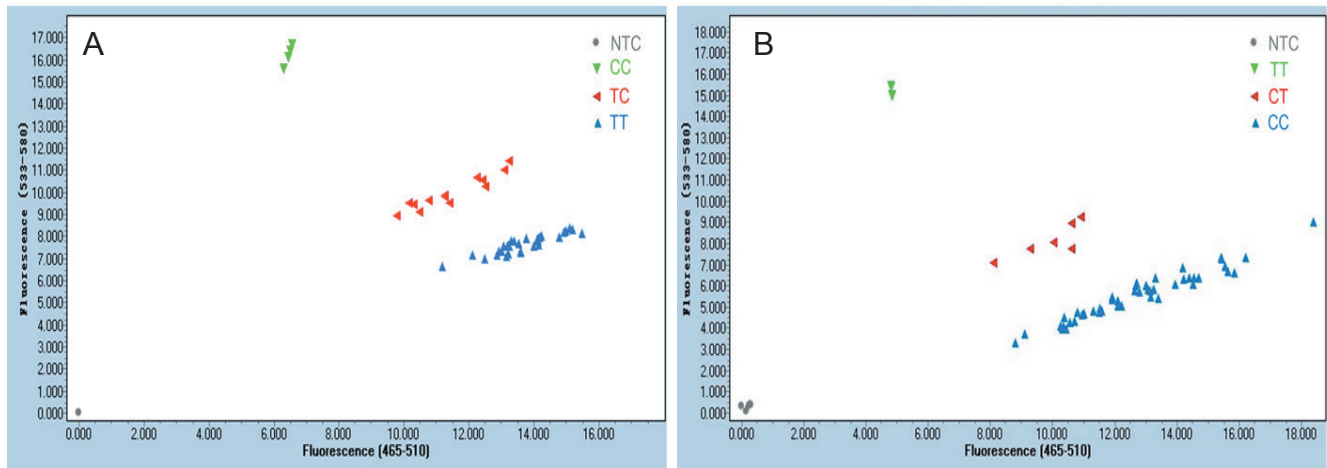 A
NTC
CC
TC
TT
17.000
16.000
15.000
14.000
13.000
12.000
11.000
10.000
9.000
8.000
7.000
6.000
5.000
4.000
3.000
2.000
1.000
0.000
Fluorescence (533-580)
0.000 2.000 4.000 6.000 8.000 10.000 12.000 14.000 16.000
Fluorescence (465-510)
B
NTC
TT
CT
CC
18.000
17.000
16.000
15.000
14.000
13.000
12.000
11.000
10.000
9.000
8.000
7.000
6.000
5.000
4.000
3.000
2.000
1.000
0.000
Fluorescence (533-580)
0.000 2.000 4.000 6.000 8.000 10.000 12.000 14.000 16.000 18.000
Fluorescence (465-510)